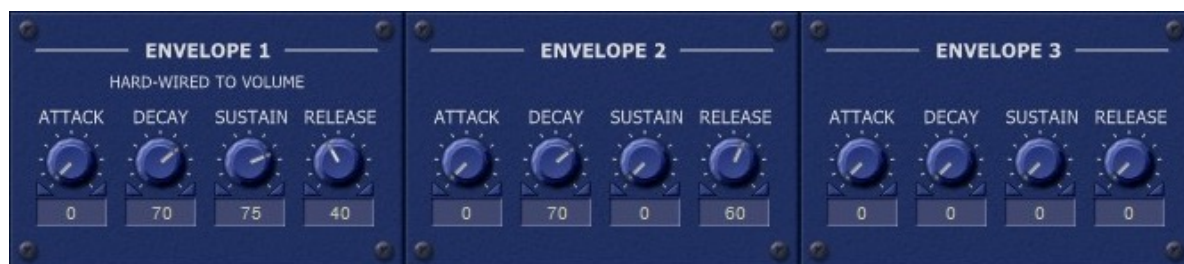 ENVELOPE 1
HARD-WIRED TO VOLUME
ATTACK DECAY SUSTAIN RELEASE
0 70 75 40
ENVELOPE 2
ATTACK DECAY SUSTAIN RELEASE
0 70 0 60
ENVELOPE 3
ATTACK DECAY SUSTAIN RELEASE
0 0 0 0